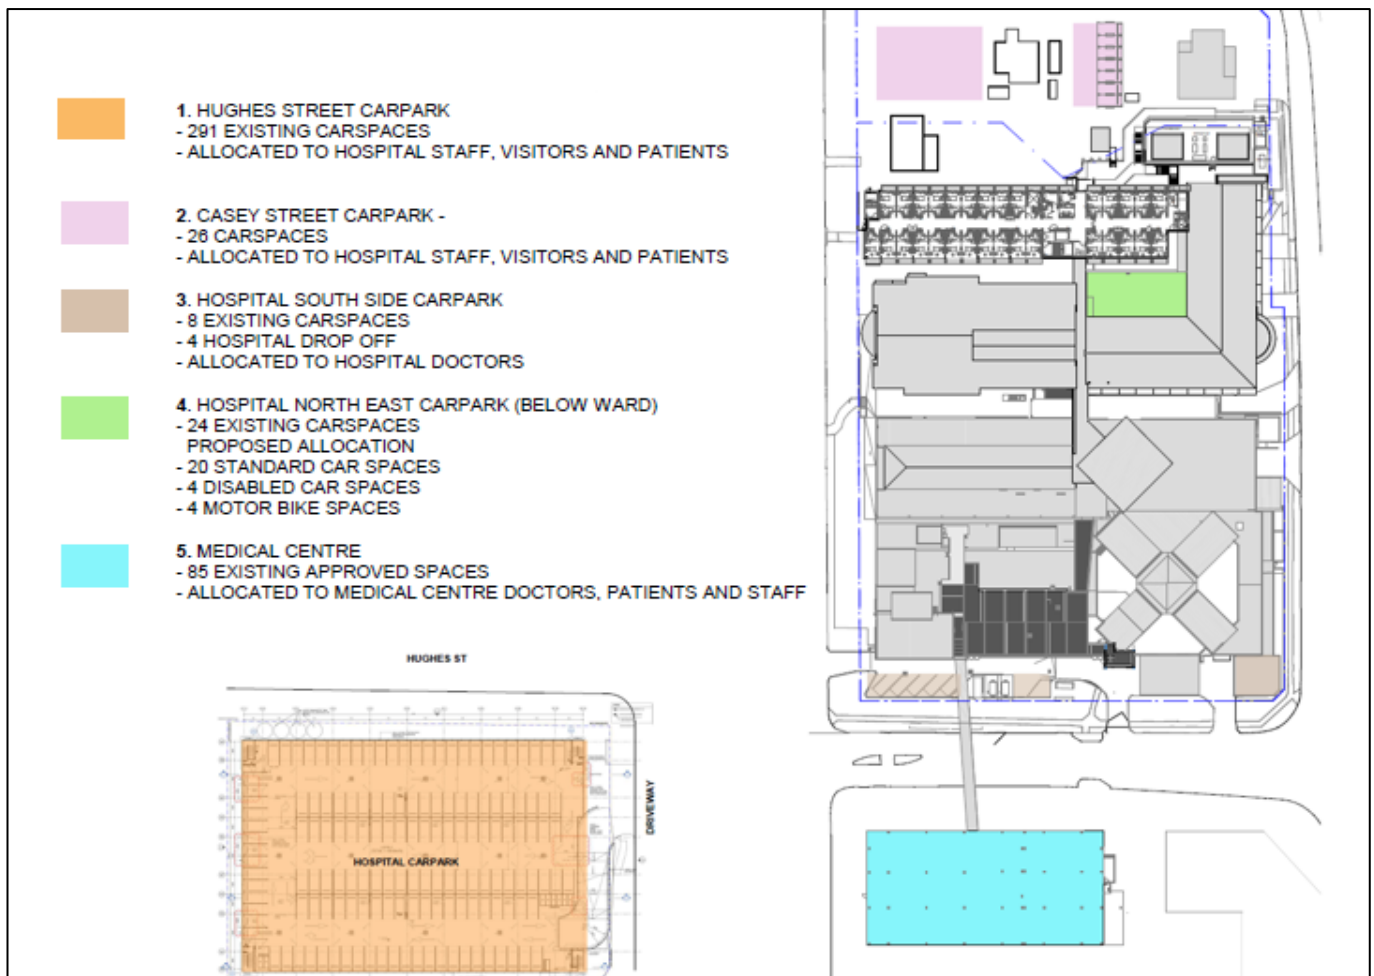 1. HUGHES STREET CARPARK
- 291 EXISTING CARSPACES
- ALLOCATED TO HOSPITAL STAFF, VISITORS AND PATIENTS
2. CASEY STREET CARPARK -
- 26 CARSPACES
- ALLOCATED TO HOSPITAL STAFF, VISITORS AND PATIENTS
3. HOSPITAL SOUTH SIDE CARPARK
- 8 EXISTING CARSPACES
- 4 HOSPITAL DROP OFF
- ALLOCATED TO HOSPITAL DOCTORS
4. HOSPITAL NORTH EAST CARPARK (BELOW WARD)
- 24 EXISTING CARSPACES
PROPOSED ALLOCATION
- 20 STANDARD CAR SPACES
- 4 DISABLED CAR SPACES
- 4 MOTOR BIKE SPACES
5. MEDICAL CENTRE
- 85 EXISTING APPROVED SPACES
- ALLOCATED TO MEDICAL CENTRE DOCTORS, PATIENTS AND STAFF
HUGHES ST
DRIVEWAY
HOSPITAL CARPARK